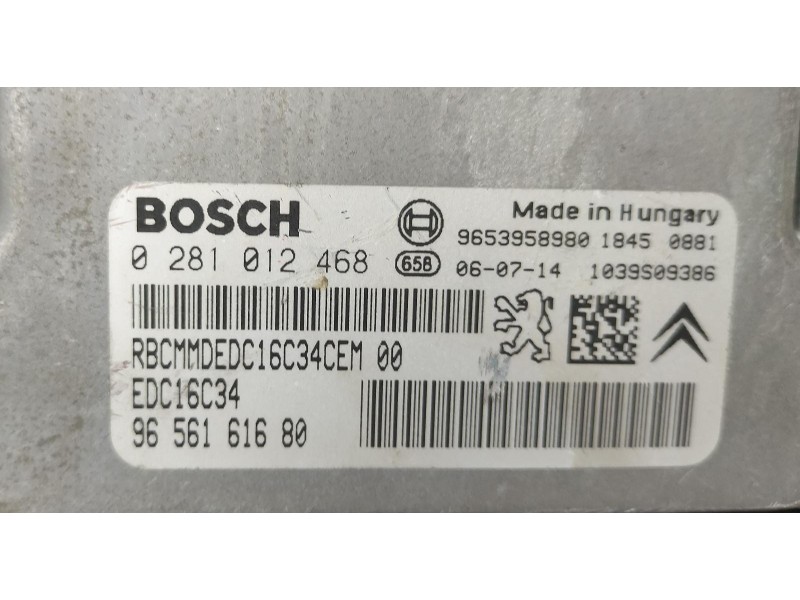 BOSCH
Made in Hungary
9653958980 1845 0881
0 281 012 468
658
06-07-14 1039S09386
RBCMMDEDC16C34CEM 00
EDC16C34
96 561 616 80